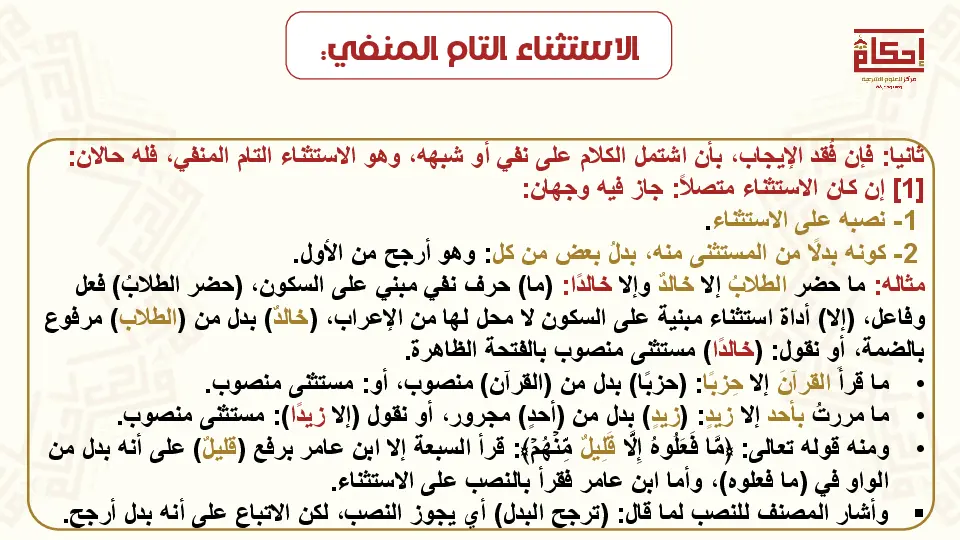 الاستثناء التام المنفي:
إحكام
مركز للعلوم الشرعية
ثانيا: فإن فُقد الإيجاب، بأن اشتمل الكلام على نفي أو شبهه، وهو الاستثناء التام المنفي، فله حالان:
[1] إن كان الاستثناء متصلاً: جاز فيه وجهان:
1- نصبه على الاستثناء.
2- كونه بدلًا من المستثنى منه، بدلُ بعض من كل: وهو أرجح من الأول.
مثاله: ما حضر الطلابُ إلا خالدٌ وإلا خالدًا: (ما) حرف نفي مبني على السكون، (حضر الطلابُ) فعل
وفاعل، (إلا) أداة استثناء مبنية على السكون لا محل لها من الإعراب، (خالدٌ) بدل من (الطلاب) مرفوع
بالضمة، أو نقول: (خالدًا) مستثنى منصوب بالفتحة الظاهرة.
• ما قرأ القرآنَ إلا حِزبًا: (حزبًا) بدل من (القرآن) منصوب، أو: مستثنى منصوب.
• ما مررتُ بأحد إلا زيدٍ: (زيدٍ) بدل من (أحدٍ) مجرور، أو نقول (إلا زيدًا): مستثنى منصوب.
• ومنه قوله تعالى: ﴿مَّا فَعَلُوهُ إِلَّا قَلِيلٌ مِّنْهُمْ﴾: قرأ السبعة إلا ابن عامر برفع (قليلٌ) على أنه بدل من
الواو في (ما فعلوه)، وأما ابن عامر فقرأ بالنصب على الاستثناء.
▪ وأشار المصنف للنصب لما قال: (ترجح البدل) أي يجوز النصب، لكن الاتباع على أنه بدل أرجح.